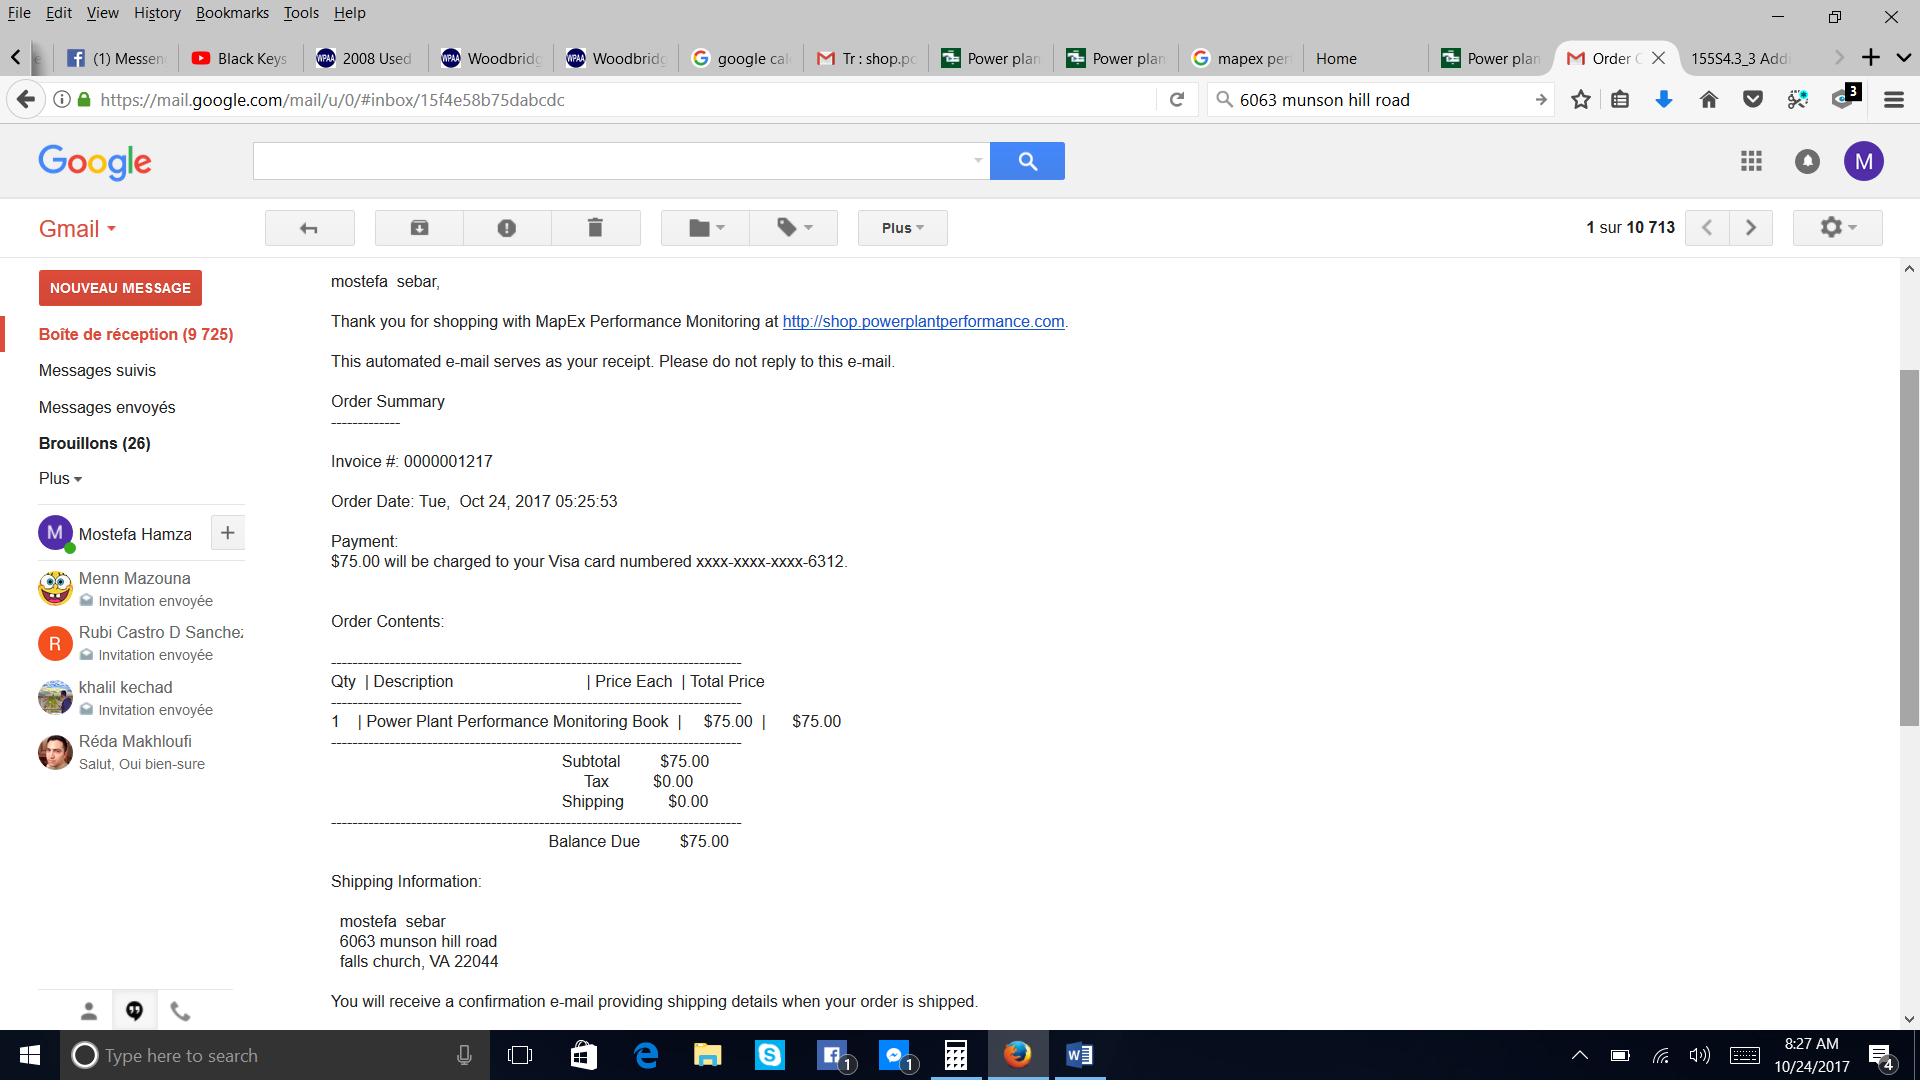 File Edit View History Bookmarks Tools Help
(1) Messen
Black Keys
2008 Used
Woodbridg
Woodbridg
google cal
Tr : shop.po
Power plan
Power plan
mapex per
Home
Power plan
Order C
155S4.3_3 Addi
https://mail.google.com/mail/u/0/#inbox/15f4e58b75dabcdc
6063 munson hill road
3
Google
M
Gmail
Plus
1 sur 10 713
NOUVEAU MESSAGE
Boîte de réception (9 725)
Messages suivis
Messages envoyés
Brouillons (26)
Plus
M
Mostefa Hamza
+
Menn Mazouna
Invitation envoyée
R
Rubi Castro D Sanchez
Invitation envoyée
khalil kechad
Invitation envoyée
Réda Makhloufi
Salut, Oui bien-sure
mostefa  sebar,
Thank you for shopping with MapEx Performance Monitoring at http://shop.powerplantperformance.com.
This automated e-mail serves as your receipt. Please do not reply to this e-mail.
Order Summary
-------------
Invoice #: 0000001217
Order Date: Tue,  Oct 24, 2017 05:25:53
Payment:
$75.00 will be charged to your Visa card numbered xxxx-xxxx-xxxx-6312.
Order Contents:
------------------------------------------------------------------------------
Qty | Description | Price Each | Total Price
------------------------------------------------------------------------------
1 | Power Plant Performance Monitoring Book | $75.00 | $75.00
------------------------------------------------------------------------------
Subtotal $75.00
Tax $0.00
Shipping $0.00
------------------------------------------------------------------------------
Balance Due $75.00
Shipping Information:
mostefa  sebar
6063 munson hill road
falls church, VA 22044
You will receive a confirmation e-mail providing shipping details when your order is shipped.
Type here to search
1
1
8:27 AM
10/24/2017
4